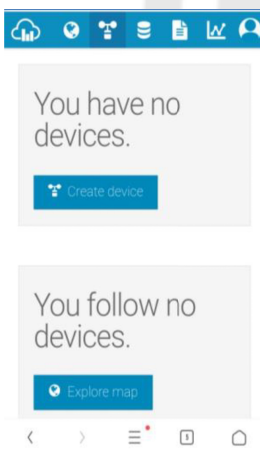 You have no
devices.
Create device
You follow no
devices.
Explore map
1